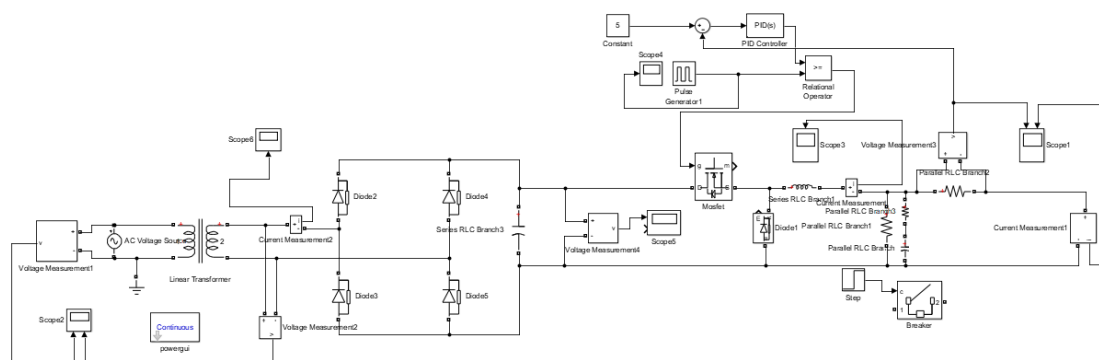 5
Constant
+
-
PID(s)
PID Controller
Scope4
Pulse
Generator1
>=
Relational
Operator
Scope6
Scope3
Voltage Measurement3
Scope1
Parallel RLC Branch2
g
m
D
S
Mosfet
Series RLC Branch1
Current Measurement
Parallel RLC Branch3
Parallel RLC Branch1
Parallel RLC Branch
Diode1
Current Measurement1
Diode2
Diode4
Series RLC Branch3
Voltage Measurement4
Scope5
v
Voltage Measurement1
AC Voltage Source
2
Linear Transformer
Current Measurement2
Diode3
Diode5
Step
c
1
2
Breaker
Scope2
Continuous
powergui
Voltage Measurement2